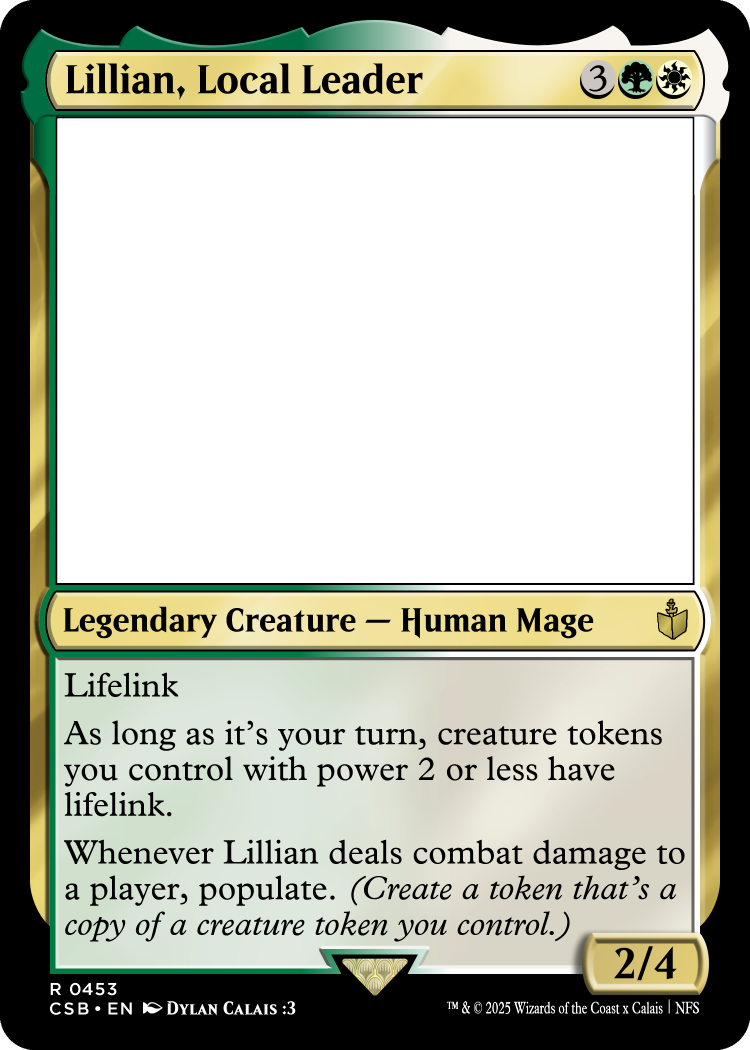 Lillian, Local Leader 3
Legendary Creature — Human Mage
Lifelink
As long as it’s your turn, creature tokens
you control with power 2 or less have
lifelink.
Whenever Lillian deals combat damage to
a player, populate. (Create a token that’s a
copy of a creature token you control.)
2/4
R 0453
CSB • EN Dylan Calais :3
™ & © 2025 Wizards of the Coast x Calais | NFS